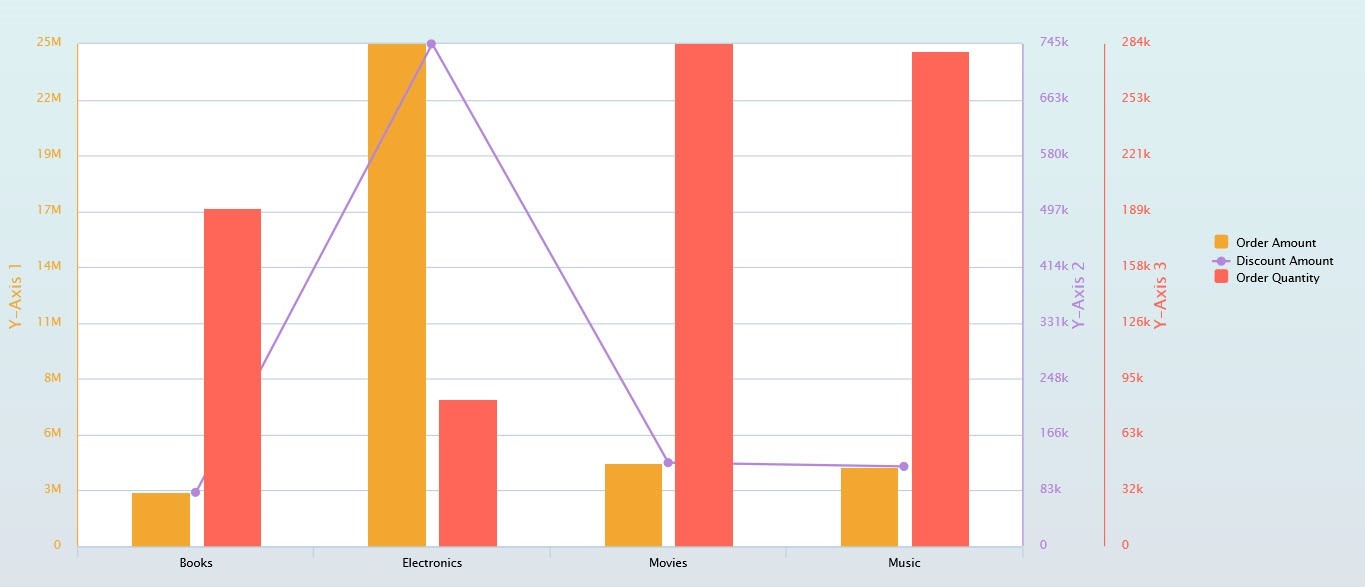 25M
22M
19M
17M
14M
11M
8M
6M
3M
0
Y-Axis 1
Books
Electronics
Movies
Music
745k
663k
580k
497k
414k
331k
248k
166k
83k
0
Y-Axis 2
284k
253k
221k
189k
158k
126k
95k
63k
32k
0
Y-Axis 3
Order Amount
Discount Amount
Order Quantity